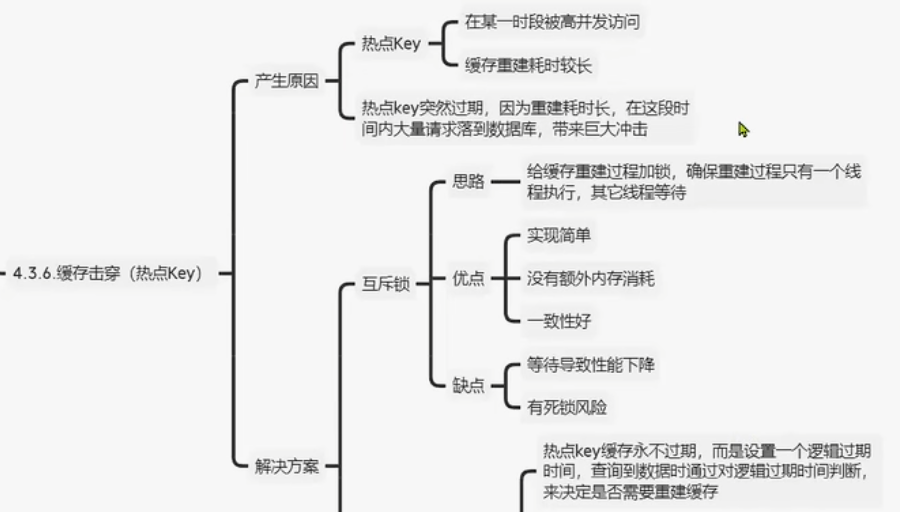 在某一时段被高并发访问
热点Key
缓存重建耗时较长
产生原因
热点key突然过期，因为重建耗时长，在这段时
间内大量请求落到数据库，带来巨大冲击
给缓存重建过程加锁，确保重建过程只有一个线
思路
程执行，其它线程等待
实现简单
4.3.6.缓存击穿（热点Key）
互斥锁
优点
没有额外内存消耗
一致性好
等待导致性能下降
缺点
有死锁风险
解决方案
热点key缓存永不过期，而是设置一个逻辑过期
时间，查询到数据时通过对逻辑过期时间判断，
来决定是否需要重建缓存